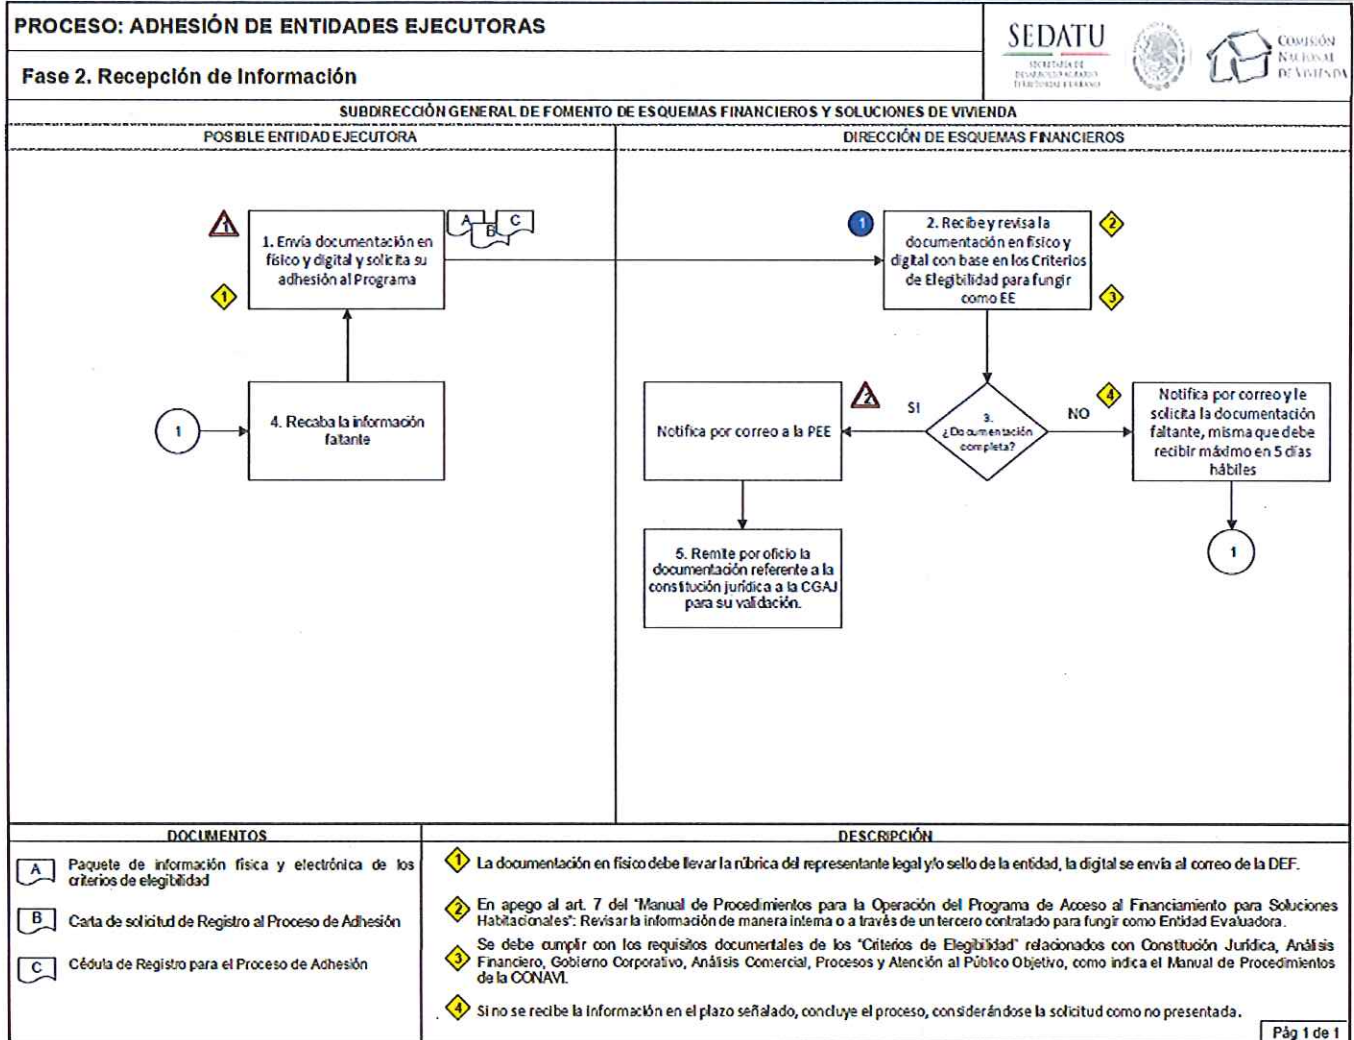 PROCESO: ADHESIÓN DE ENTIDADES EJECUTORAS
Fase 2. Recepción de Información
SEDATU
SECRETARÍA DE
DESARROLLO AGRARIO
TERRITORIAL Y URBANO
COMISIÓN
NACIONAL
DE VIVIENDA
SUBDIRECCIÓN GENERAL DE FOMENTO DE ESQUEMAS FINANCIEROS Y SOLUCIONES DE VIVIENDA
POSIBLE ENTIDAD EJECUTORA
DIRECCIÓN DE ESQUEMAS FINANCIEROS
1
1. Envía documentación en
físico y digital y solicita su
adhesión al Programa
1
A
B
C
1
2. Recibe y revisa la
documentación en físico y
digital con base en los Criterios
de Elegibilidad para fungir
como EE
2
3
1
4. Recaba la información
faltante
Notifica por correo a la PEE
2
SI
3.
¿Documentación
completa?
NO
4
Notifica por correo y le
solicita la documentación
faltante, misma que debe
recibir máximo en 5 días
hábiles
5. Remite por oficio la
documentación referente a la
constitución jurídica a la CGAJ
para su validación.
1
DOCUMENTOS
A
Paquete de información física y electrónica de los
criterios de elegibilidad
B
Carta de solicitud de Registro al Proceso de Adhesión
C
Cédula de Registro para el Proceso de Adhesión
DESCRIPCIÓN
1 La documentación en físico debe llevar la rúbrica del representante legal y/o sello de la entidad, la digital se envía al correo de la DEF.
2 En apego al art. 7 del "Manual de Procedimientos para la Operación del Programa de Acceso al Financiamiento para Soluciones
Habitacionales": Revisar la información de manera interna o a través de un tercero contratado para fungir como Entidad Evaluadora.
3 Se debe cumplir con los requisitos documentales de los "Criterios de Elegibilidad" relacionados con Constitución Jurídica, Análisis
Financiero, Gobierno Corporativo, Análisis Comercial, Procesos y Atención al Público Objetivo, como indica el Manual de Procedimientos
de la CONAVI.
4 Si no se recibe la información en el plazo señalado, concluye el proceso, considerándose la solicitud como no presentada.
Pág 1 de 1